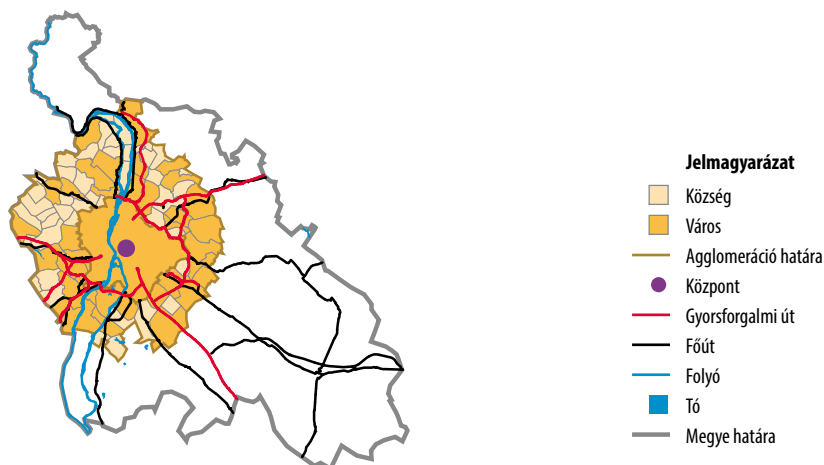 Jelmagyarázat
Község
Város
Agglomeráció határa
Központ
Gyorsforgalmi út
Főút
Folyó
Tó
Megye határa